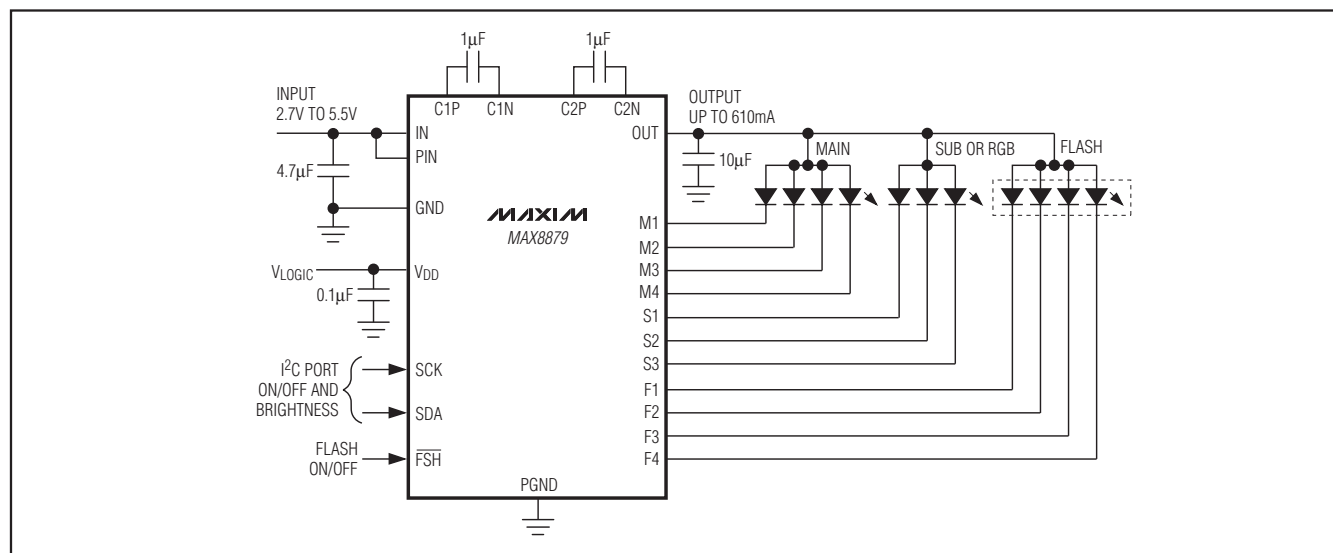 1µF
1µF
INPUT
2.7V TO 5.5V
C1P
C1N
C2P
C2N
OUTPUT
UP TO 610mA
IN
PIN
OUT
10µF
MAIN
SUB OR RGB
FLASH
4.7µF
GND
MAXIM
MAX8879
M1
M2
M3
M4
S1
S2
S3
F1
F2
F3
F4
VLOGIC
VDD
0.1µF
I²C PORT
ON/OFF AND
BRIGHTNESS
SCK
SDA
FLASH
ON/OFF
F̅S̅H̅
PGND